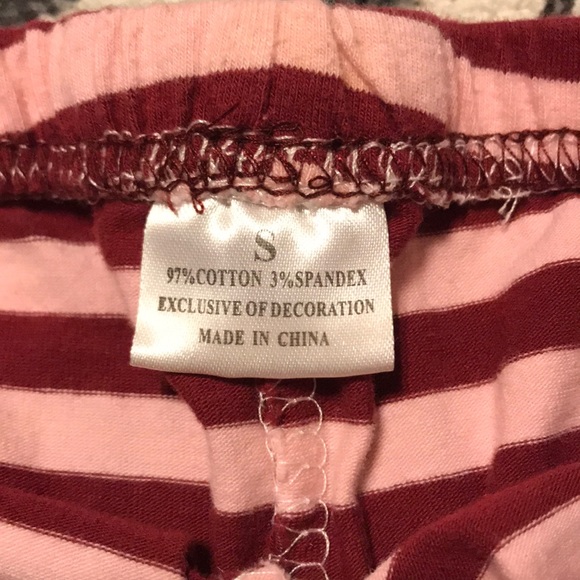 S
97%COTTON 3%SPANDEX
EXCLUSIVE OF DECORATION
MADE IN CHINA